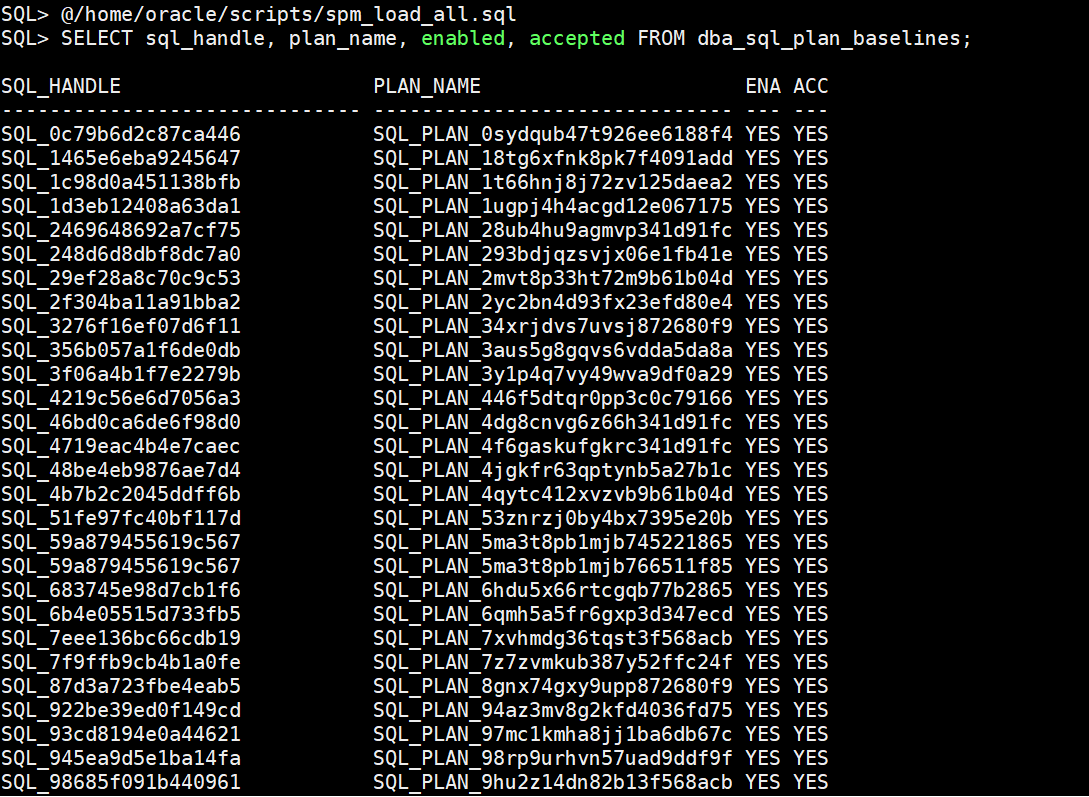 SQL> @/home/oracle/scripts/spm_load_all.sql
SQL> SELECT sql_handle, plan_name, enabled, accepted FROM dba_sql_plan_baselines;
SQL_HANDLE                     PLAN_NAME                      ENA ACC
------------------------------ ------------------------------ --- ---
SQL_0c79b6d2c87ca446           SQL_PLAN_0sydqub47t926ee6188f4 YES YES
SQL_1465e6eba9245647           SQL_PLAN_18tg6xfnk8pk7f4091add YES YES
SQL_1c98d0a451138bfb           SQL_PLAN_1t66hnj8j72zv125daea2 YES YES
SQL_1d3eb12408a63da1           SQL_PLAN_1ugpj4h4acgd12e067175 YES YES
SQL_2469648692a7cf75           SQL_PLAN_28ub4hu9agmvp341d91fc YES YES
SQL_248d6d8dbf8dc7a0           SQL_PLAN_293bdjqzsvjx06e1fb41e YES YES
SQL_29ef28a8c70c9c53           SQL_PLAN_2mvt8p33ht72m9b61b04d YES YES
SQL_2f304ba11a91bba2           SQL_PLAN_2yc2bn4d93fx23efd80e4 YES YES
SQL_3276f16ef07d6f11           SQL_PLAN_34xrjdvs7uvsj872680f9 YES YES
SQL_356b057a1f6de0db           SQL_PLAN_3aus5g8gqvs6vdda5da8a YES YES
SQL_3f06a4b1f7e2279b           SQL_PLAN_3y1p4q7vy49wva9df0a29 YES YES
SQL_4219c56e6d7056a3           SQL_PLAN_446f5dtqr0pp3c0c79166 YES YES
SQL_46bd0ca6de6f98d0           SQL_PLAN_4dg8cnvg6z66h341d91fc YES YES
SQL_4719eac4b4e7caec           SQL_PLAN_4f6gaskufgkrc341d91fc YES YES
SQL_48be4eb9876ae7d4           SQL_PLAN_4jgkfr63qptynb5a27b1c YES YES
SQL_4b7b2c2045ddff6b           SQL_PLAN_4qytc412xvzvb9b61b04d YES YES
SQL_51fe97fc40bf117d           SQL_PLAN_53znrzj0by4bx7395e20b YES YES
SQL_59a879455619c567           SQL_PLAN_5ma3t8pb1mjb745221865 YES YES
SQL_59a879455619c567           SQL_PLAN_5ma3t8pb1mjb766511f85 YES YES
SQL_683745e98d7cb1f6           SQL_PLAN_6hdu5x66rtcgqb77b2865 YES YES
SQL_6b4e05515d733fb5           SQL_PLAN_6qmh5a5fr6gxp3d347ecd YES YES
SQL_7eee136bc66cdb19           SQL_PLAN_7xvhmdg36tqst3f568acb YES YES
SQL_7f9ffb9cb4b1a0fe           SQL_PLAN_7z7zvmkub387y52ffc24f YES YES
SQL_87d3a723fbe4eab5           SQL_PLAN_8gnx74gxy9upp872680f9 YES YES
SQL_922be39ed0f149cd           SQL_PLAN_94az3mv8g2kfd4036fd75 YES YES
SQL_93cd8194e0a44621           SQL_PLAN_97mc1kmha8jj1ba6db67c YES YES
SQL_945ea9d5e1ba14fa           SQL_PLAN_98rp9urhvn57uad9ddf9f YES YES
SQL_98685f091b440961           SQL_PLAN_9hu2z14dn82b13f568acb YES YES